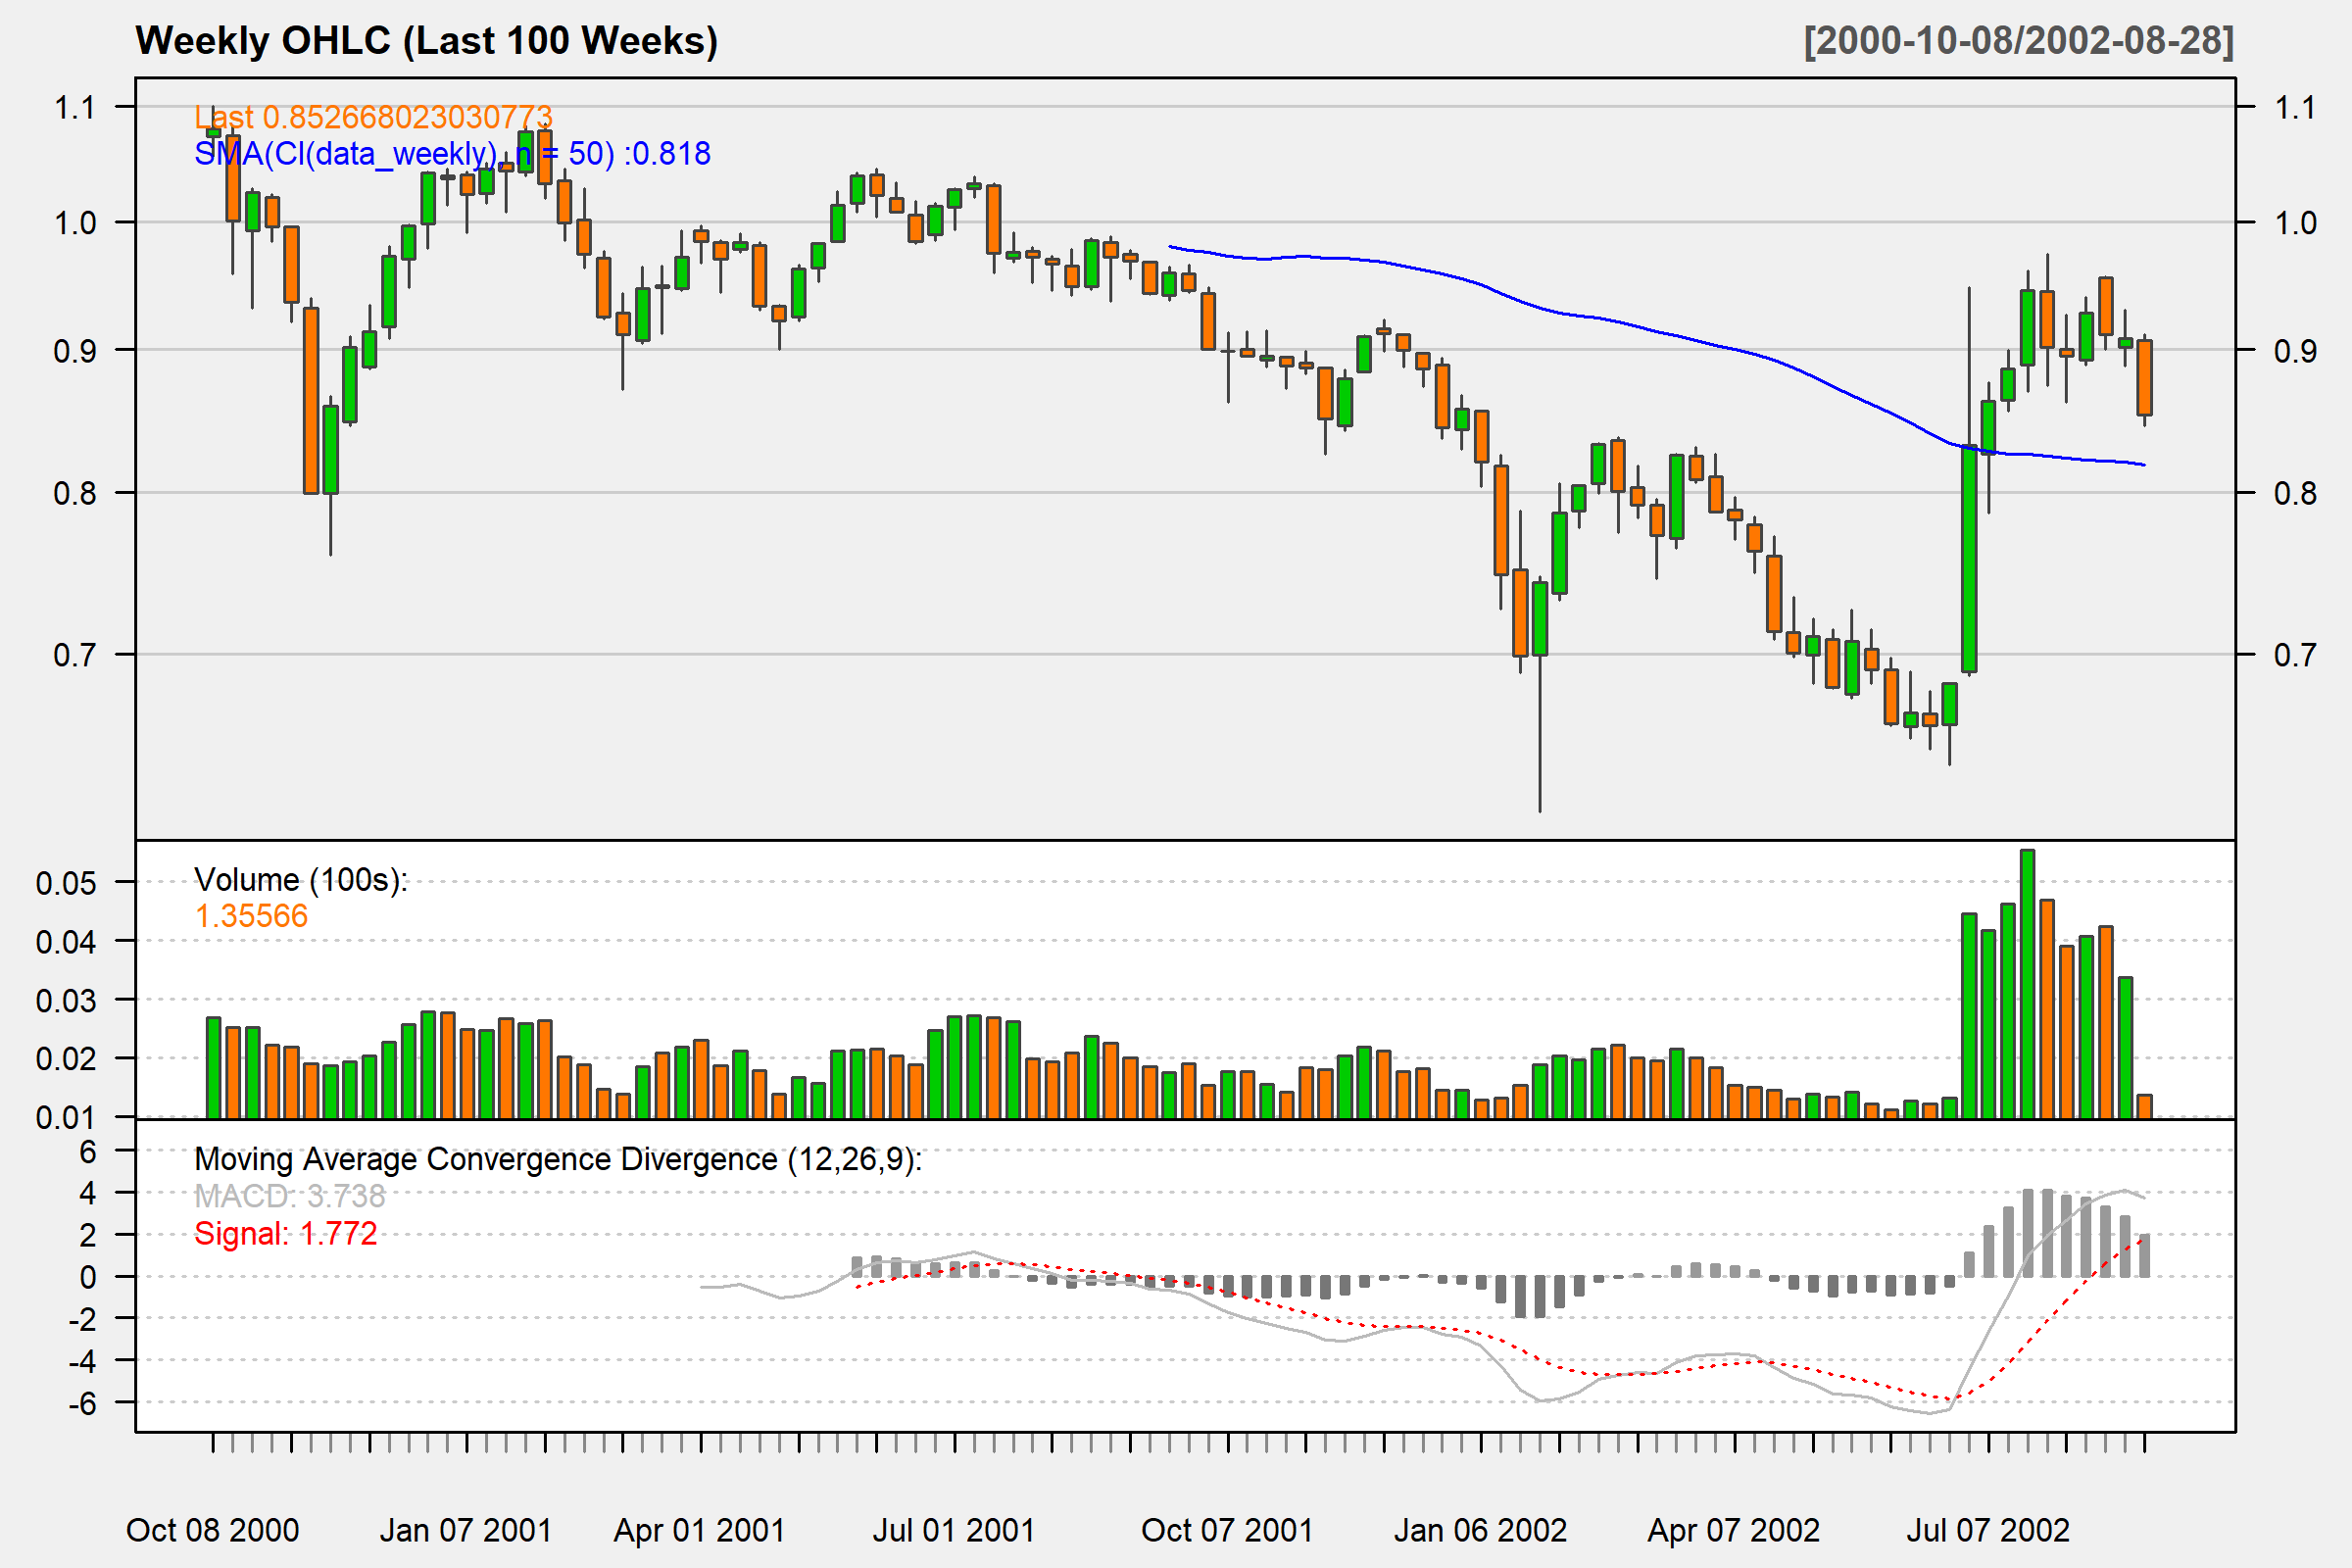 Weekly OHLC (Last 100 Weeks)
[2000-10-08/2002-08-28]
Last 0.852668023030773
SMA(Cl(data_weekly), n = 50) :0.818
1.1
1.0
0.9
0.8
0.7
1.1
1.0
0.9
0.8
0.7
Volume (100s):
1.35566
0.05
0.04
0.03
0.02
0.01
Moving Average Convergence Divergence (12,26,9):
MACD: 3.738
Signal: 1.772
6
4
2
0
-2
-4
-6
Oct 08 2000
Jan 07 2001
Apr 01 2001
Jul 01 2001
Oct 07 2001
Jan 06 2002
Apr 07 2002
Jul 07 2002